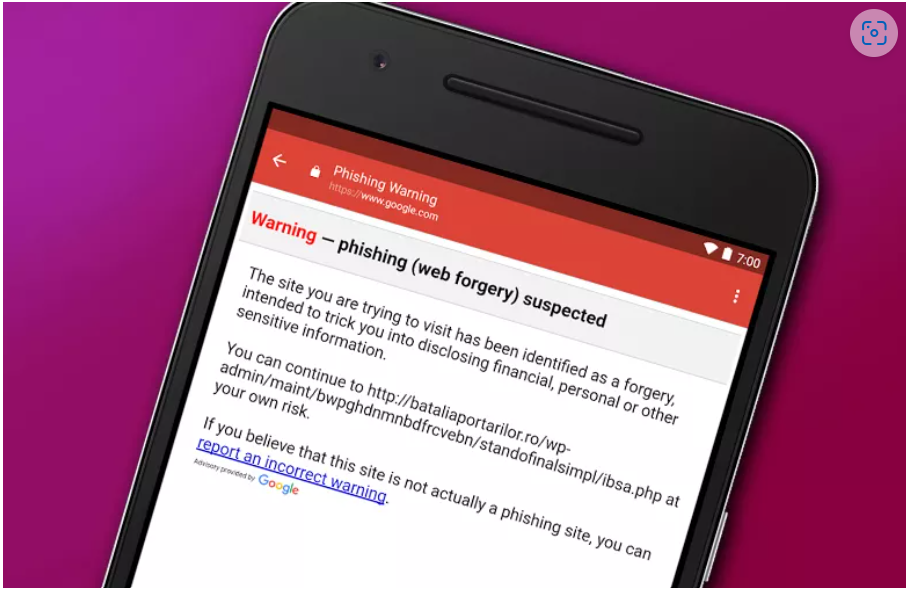 7:00
Phishing Warning
https://www.google.com
Warning — phishing (web forgery) suspected
The site you are trying to visit has been identified as a forgery,
intended to trick you into disclosing financial, personal or other
sensitive information.
You can continue to http://bataliaportarilor.ro/wp-
admin/maint/bwpghdnmnbdfrcvebn/standofinalsimpl/ibsa.php at
your own risk.
If you believe that this site is not actually a phishing site, you can
report an incorrect warning.
Advisory provided by Google